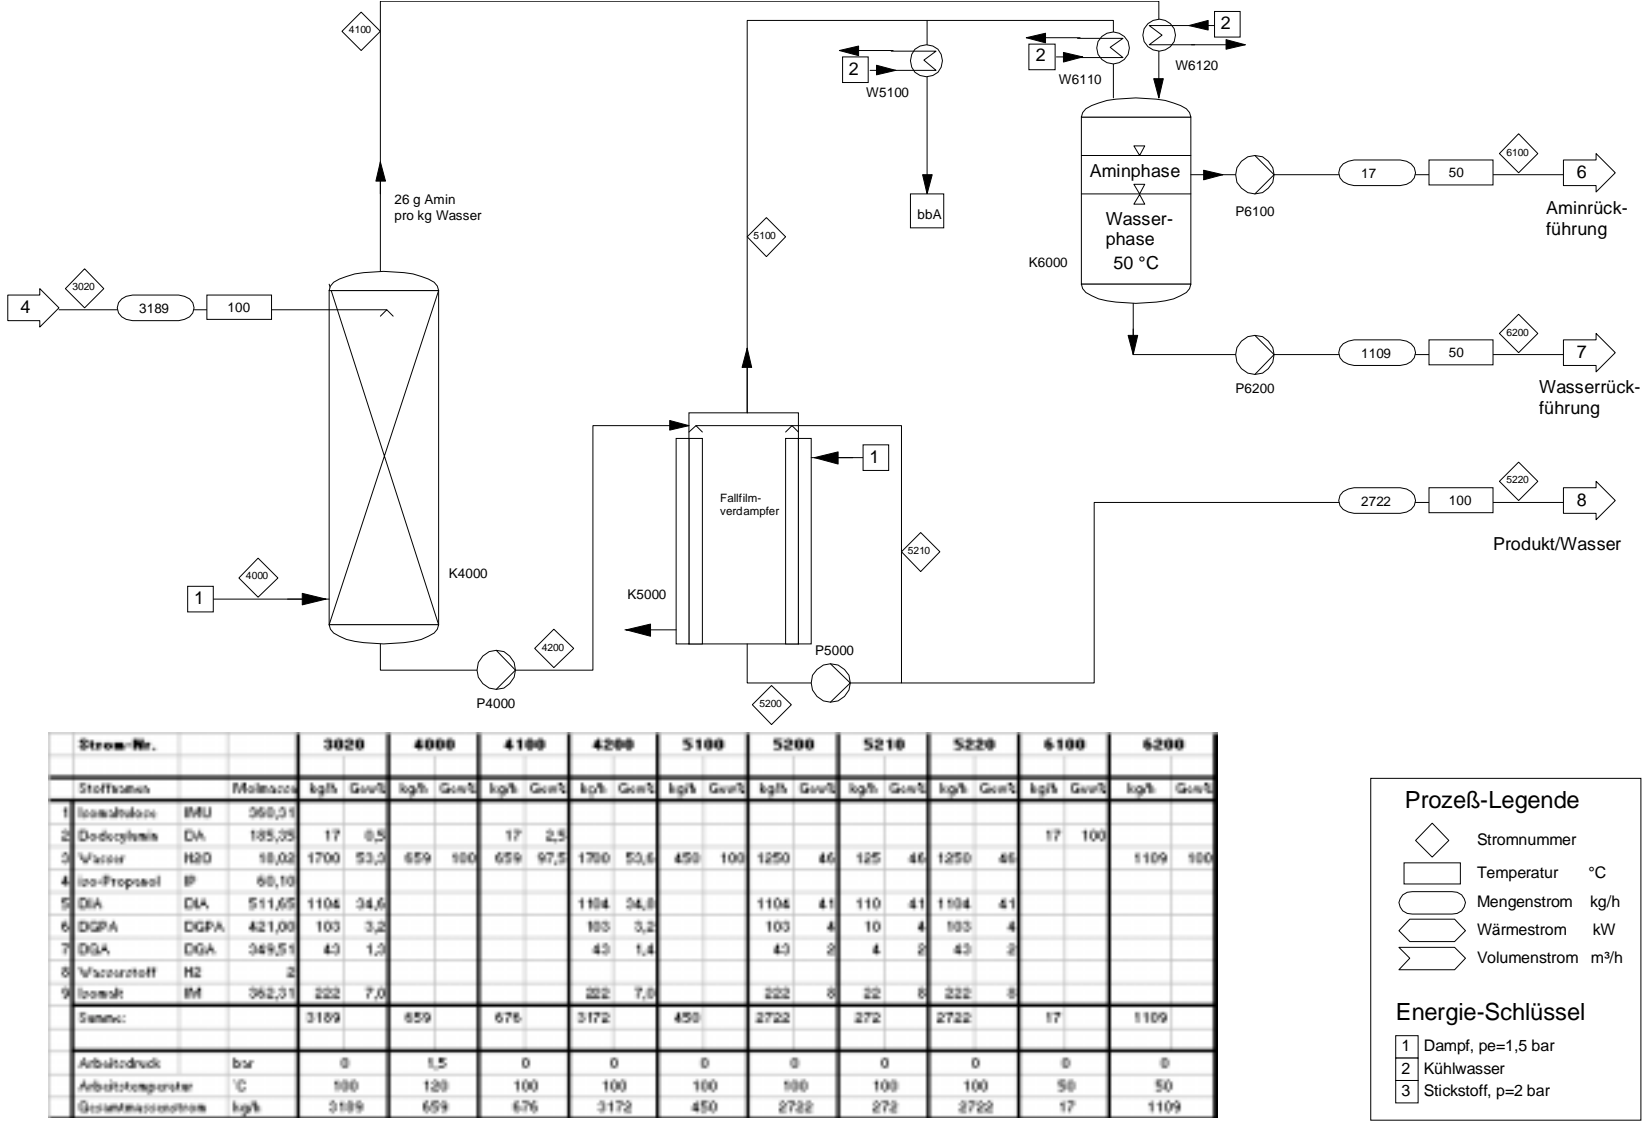 4100
2
W6120
2
W5100
2
W6110
6100
Aminphase
17
50
6
P6100
Aminrück-
führung
26 g Amin
pro kg Wasser
bbA
Wasser-
phase
50 °C
K6000
5100
3020
4
3189
100
6200
1109
50
7
P6200
Wasserrück-
führung
1
5220
Fallfilm-
verdampfer
2722
100
8
Produkt/Wasser
5210
4000
1
K4000
K5000
4200
P5000
P4000
5200
Strom-Nr. 3020 4000 4100 4200 5100 5200 5210 5220 6100 6200
Stoffnamen Molmasse kg/h Gew% kg/h Gew% kg/h Gew% kg/h Gew% kg/h Gew% kg/h Gew% kg/h Gew% kg/h Gew% kg/h Gew% kg/h Gew%
1 Isomaltulose IMU 360,31
2 Dodecylamin DA 185,35 17 0,5 17 2,5 17 100
3 Wasser H2O 18,02 1700 53,3 659 100 659 97,5 1700 53,6 450 100 1250 46 125 46 1250 46 1109 100
4 iso-Propanol IP 60,10
5 DIA DIA 511,65 1104 34,6 1104 34,8 1104 41 110 41 1104 41
6 DGPA DGPA 421,00 103 3,2 103 3,2 103 4 10 4 103 4
7 DGA DGA 349,51 43 1,3 43 1,4 43 2 4 2 43 2
8 Wasserstoff H2 2
9 Isomalt IM 362,31 222 7,0 222 7,0 222 8 22 8 222 8
Summe: 3189 659 676 3172 450 2722 272 2722 17 1109
Arbeitsdruck bar 0 1,5 0 0 0 0 0 0 0 0
Arbeitstemperatur °C 100 120 100 100 100 100 100 100 50 50
Gesamtmassenstrom kg/h 3189 659 676 3172 450 2722 272 2722 17 1109
Prozeß-Legende
Stromnummer
Temperatur °C
Mengenstrom kg/h
Wärmestrom kW
Volumenstrom m³/h
Energie-Schlüssel
1 Dampf, pe=1,5 bar
2 Kühlwasser
3 Stickstoff, p=2 bar